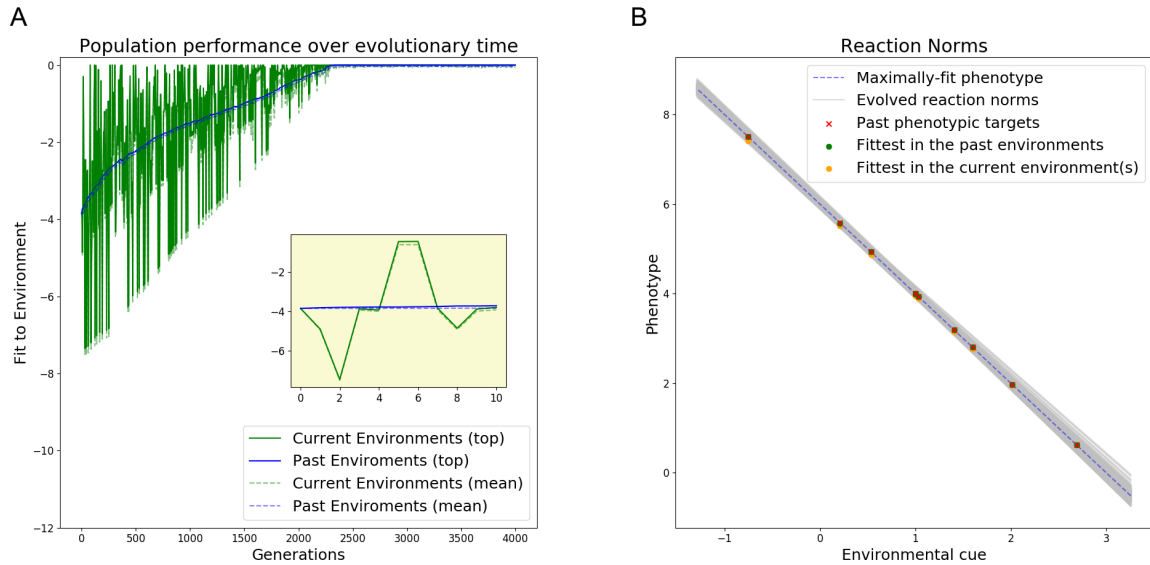 A
Population performance over evolutionary time
Fit to Environment
0
−2
−4
−6
−8
−10
−12
−2
−4
−6
0
2
4
6
8
10
Current Environments (top)
Past Enviroments (top)
Current Environments (mean)
Past Enviroments (mean)
0
500
1000
1500
2000
2500
3000
3500
4000
Generations
B
Reaction Norms
Phenotype
8
6
4
2
0
Maximally-fit phenotype
Evolved reaction norms
Past phenotypic targets
Fittest in the past environments
Fittest in the current environment(s)
−1
0
1
2
3
Environmental cue